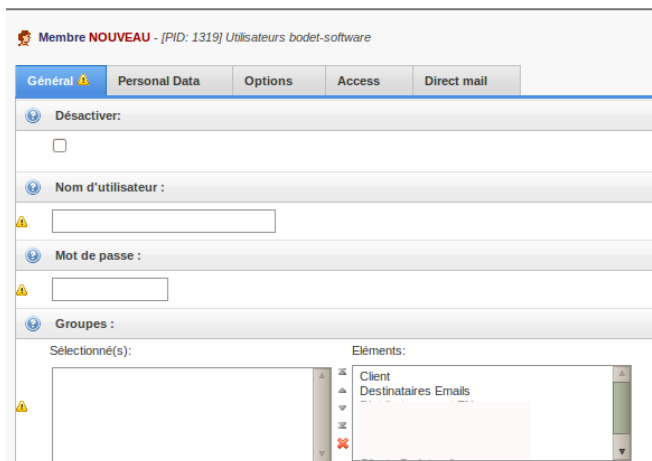 Membre NOUVEAU - [PID: 1319] Utilisateurs bodet-software
Général Personal Data Options Access Direct mail
Désactiver:
Nom d'utilisateur :
Mot de passe :
Groupes :
Sélectionné(s): Eléments:
Client
Destinataires Emails